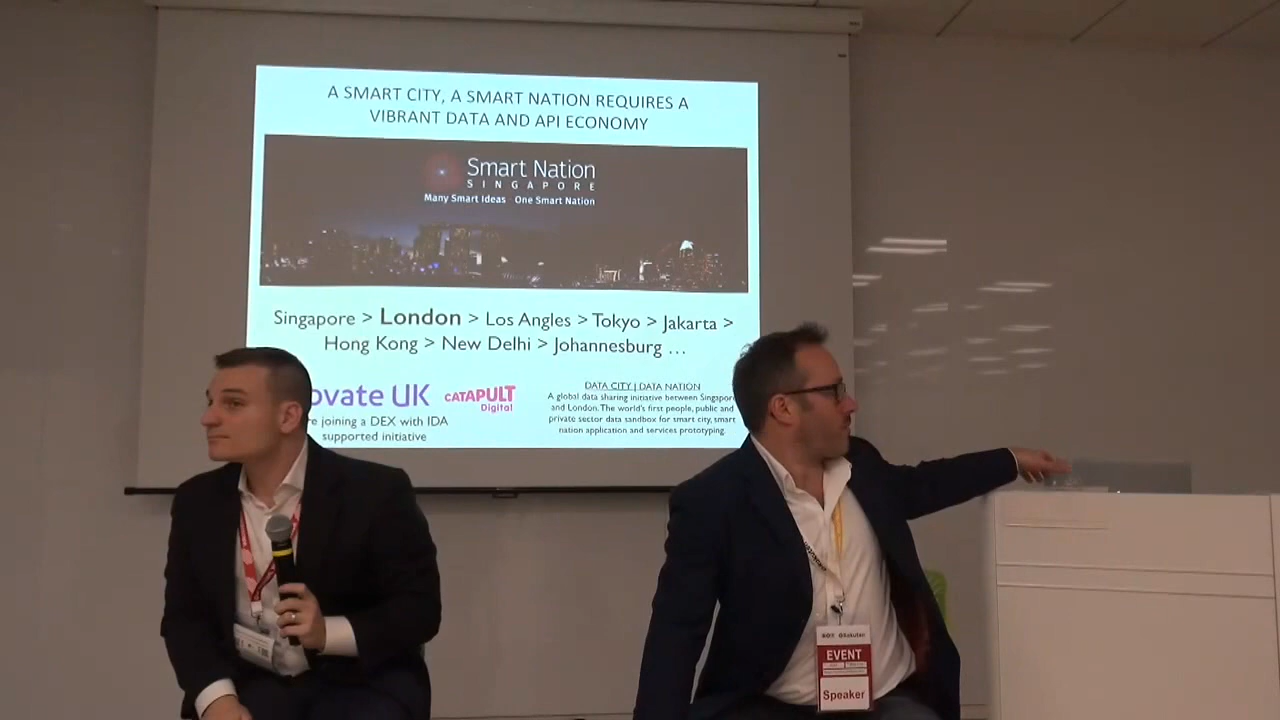 A SMART CITY, A SMART NATION REQUIRES A
VIBRANT DATA AND API ECONOMY
Smart Nation
SINGAPORE
Many Smart Ideas One Smart Nation
Singapore > London > Los Angles > Tokyo > Jakarta >
Hong Kong > New Delhi > Johannesburg ...
ovate UK
CATAPULT
Digital
re joining a DEX with IDA
supported initiative
DATA CITY | DATA NATION
A global data sharing initiative between Singapor
and London. The world's first people, public and
private sector data sandbox for smart city, smart
nation application and services prototyping.
EVENT
Speaker